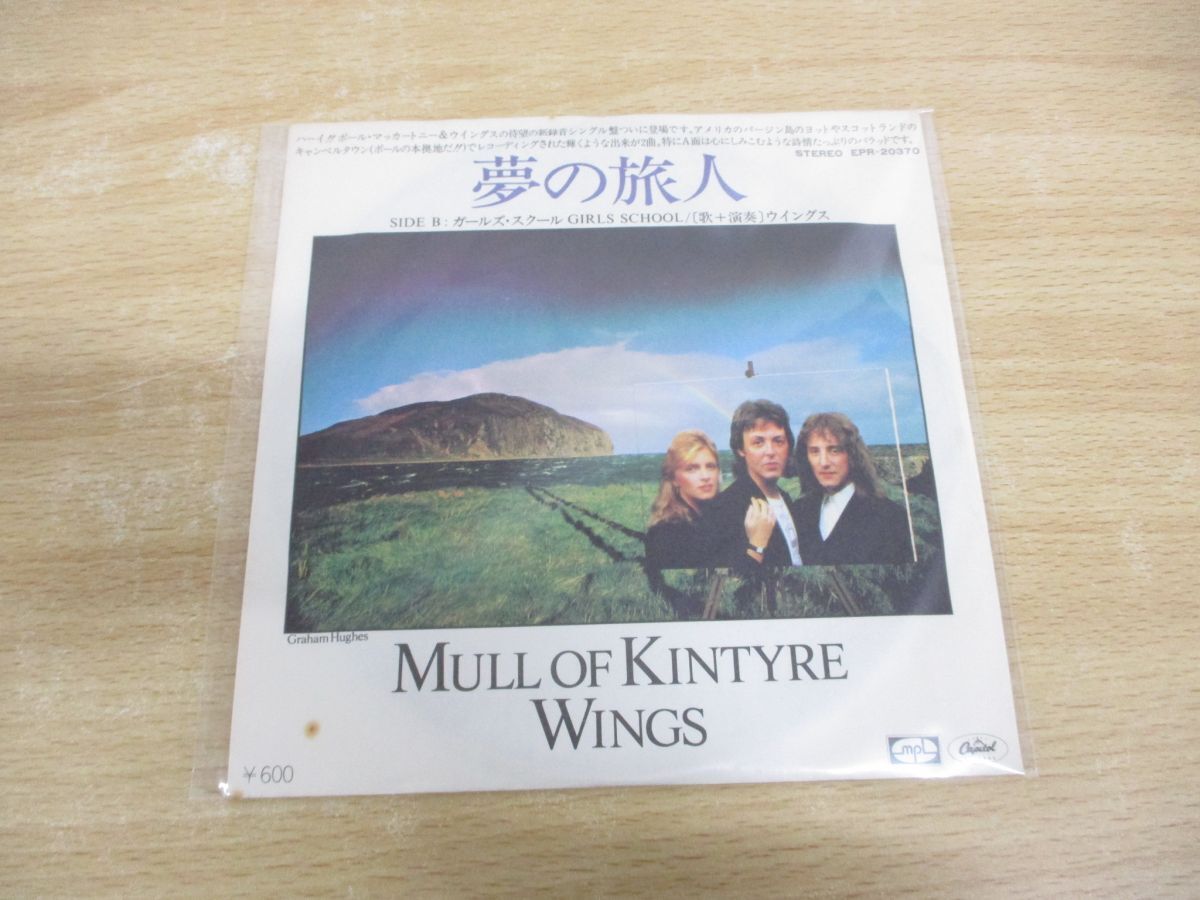 ハーイ!! ポール・マッカートニー&ウイングスの待望の新録音シングル盤ついに登場です。アメリカのバージン島のヨットやスコットランドの
キャンベルタウン(ポールの本拠地だ!!)でレコーディングされた輝くような出来が2曲。特にA面は心にしみこむような詩情たっぷりのバラッドです。
STEREO EPR-20370
夢の旅人
SIDE B: ガールズ・スクール GIRLS SCHOOL/〔歌+演奏〕ウイングス
Graham Hughes
MULL OF KINTYRE
WINGS
mpl
Capitol
¥600